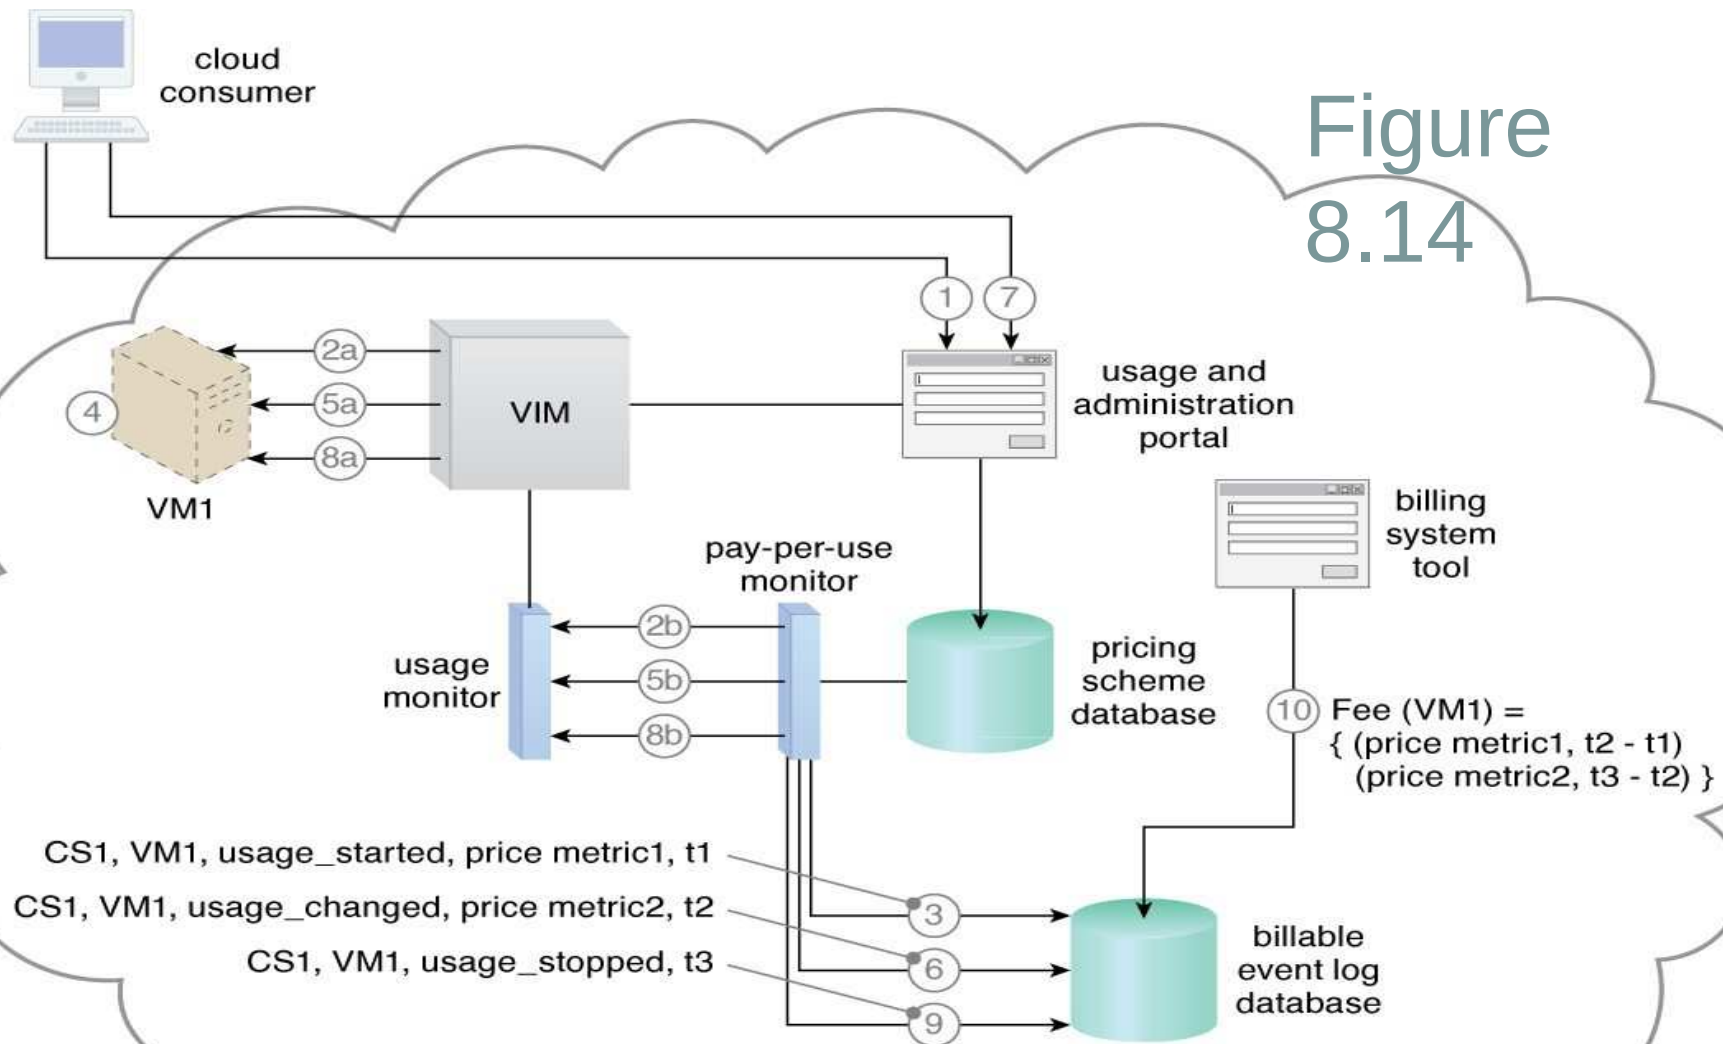 cloud
consumer
Figure
8.14
1
7
2a
5a
8a
4
VIM
VM1
usage and
administration
portal
billing
system
tool
pay-per-use
monitor
2b
5b
8b
usage
monitor
pricing
scheme
database
10
Fee (VM1) =
{ (price metric1, t2 - t1)
(price metric2, t3 - t2) }
CS1, VM1, usage_started, price metric1, t1
CS1, VM1, usage_changed, price metric2, t2
CS1, VM1, usage_stopped, t3
3
6
9
billable
event log
database